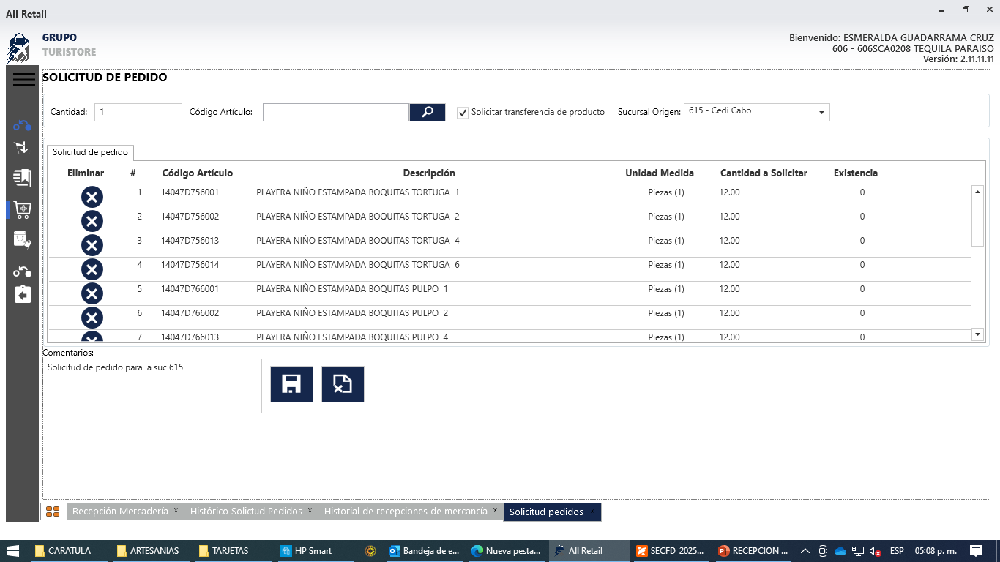 All Retail
GRUPO
TURISTORE
Bienvenido: ESMERALDA GUADARRAMA CRUZ
606 - 606SCA0208 TEQUILA PARAISO
Versión: 2.11.11.11
SOLICITUD DE PEDIDO
Cantidad: 1 Código Artículo: Solicitar transferencia de producto Sucursal Origen: 615 - Cedi Cabo
Solicitud de pedido
Eliminar # Código Artículo Descripción Unidad Medida Cantidad a Solicitar Existencia
1 14047D756001 PLAYERA NIÑO ESTAMPADA BOQUITAS TORTUGA 1 Piezas (1) 12.00 0
2 14047D756002 PLAYERA NIÑO ESTAMPADA BOQUITAS TORTUGA 2 Piezas (1) 12.00 0
3 14047D756013 PLAYERA NIÑO ESTAMPADA BOQUITAS TORTUGA 4 Piezas (1) 12.00 0
4 14047D756014 PLAYERA NIÑO ESTAMPADA BOQUITAS TORTUGA 6 Piezas (1) 12.00 0
5 14047D766001 PLAYERA NIÑO ESTAMPADA BOQUITAS PULPO 1 Piezas (1) 12.00 0
6 14047D766002 PLAYERA NIÑO ESTAMPADA BOQUITAS PULPO 2 Piezas (1) 12.00 0
7 14047D766013 PLAYERA NIÑO ESTAMPADA BOQUITAS PULPO 4 Piezas (1) 12.00 0
Comentarios:
Solicitud de pedido para la suc 615
Recepción Mercadería x Histórico Solictud Pedidos x Historial de recepciones de mercancía x Solicitud pedidos x
CARATULA ARTESANIAS TARJETAS HP Smart Bandeja de e... Nueva pesta... All Retail SECFD_2025... RECEPCION ... ESP 05:08 p. m.